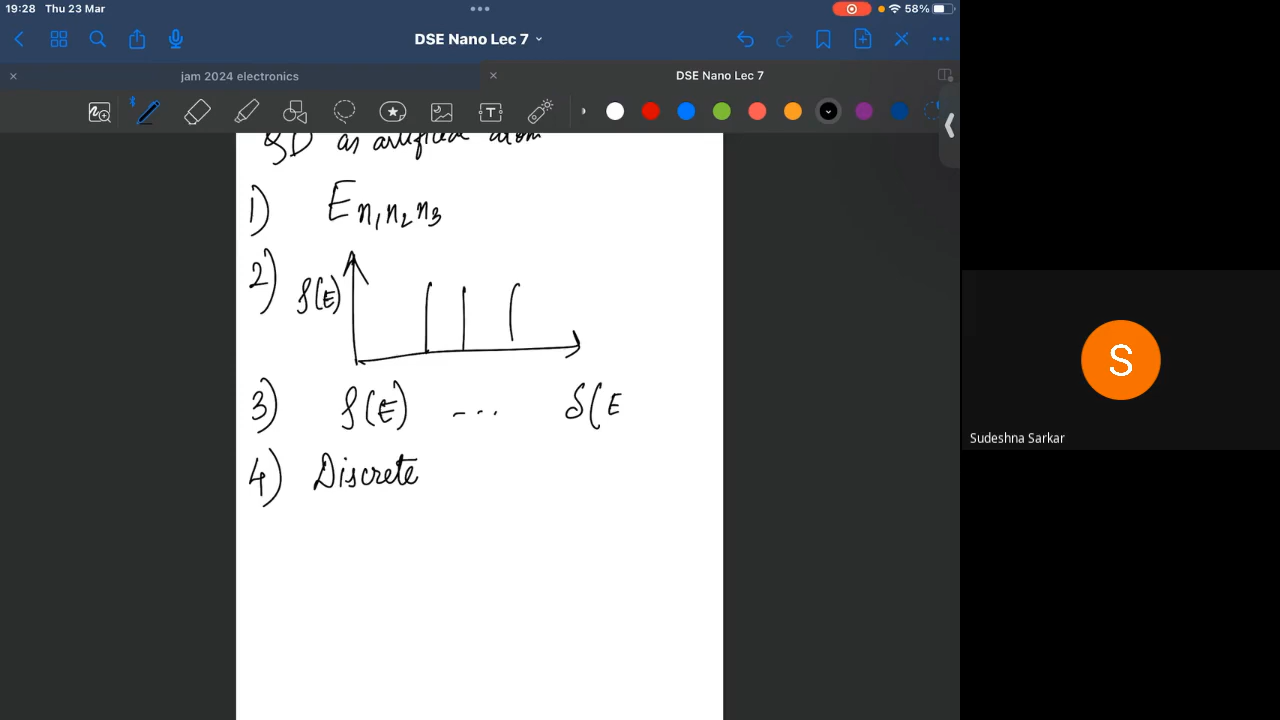 19:28 Thu 23 Mar
58%
DSE Nano Lec 7
jam 2024 electronics
DSE Nano Lec 7
QD as artificial atom
1) En₁n₂n₃
2) ρ(E)
3) ρ(E) --.. δ(E
4) Discrete
S
Sudeshna Sarkar